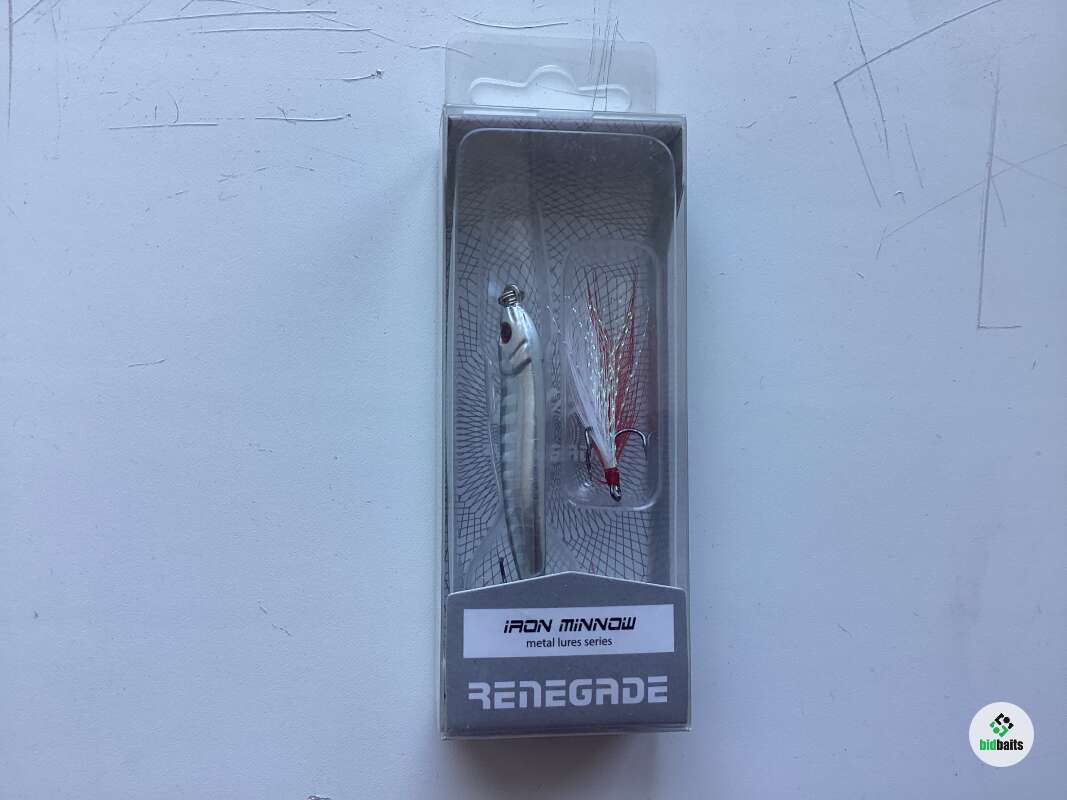 IRON MINNOW
metal lures series
RENEGADE
bidbaits